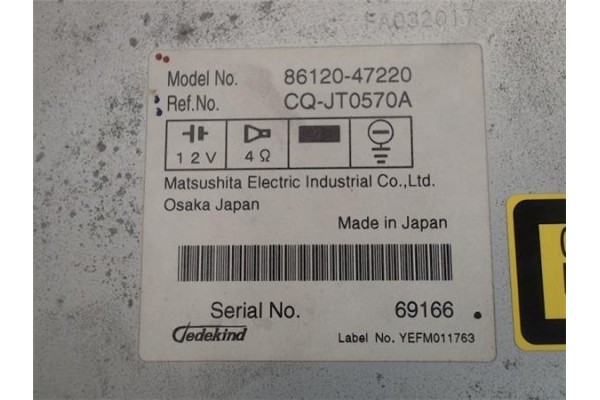 FA032017
Model No. 86120-47220
Ref.No. CQ-JT0570A
12V 4Ω
Matsushita Electric Industrial Co.,Ltd.
Osaka Japan
Made in Japan
Serial No. 69166
Gedekind Label No. YEFM011763